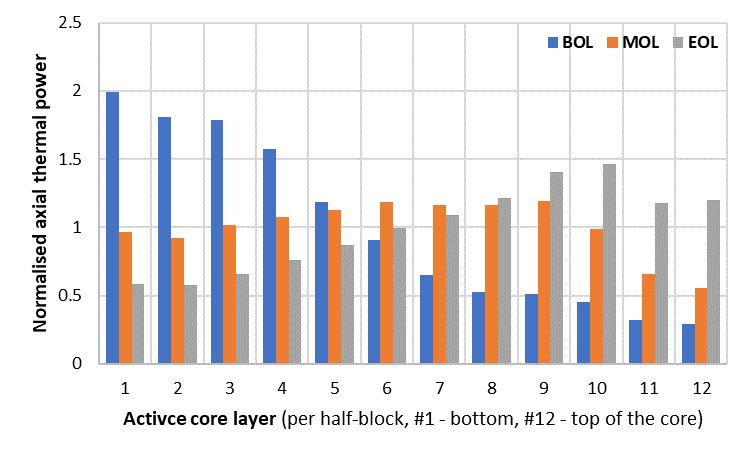 Normalised axial thermal power
2.5
2
1.5
1
0.5
0
BOL MOL EOL
1 2 3 4 5 6 7 8 9 10 11 12
Activce core layer (per half-block, #1 - bottom, #12 - top of the core)